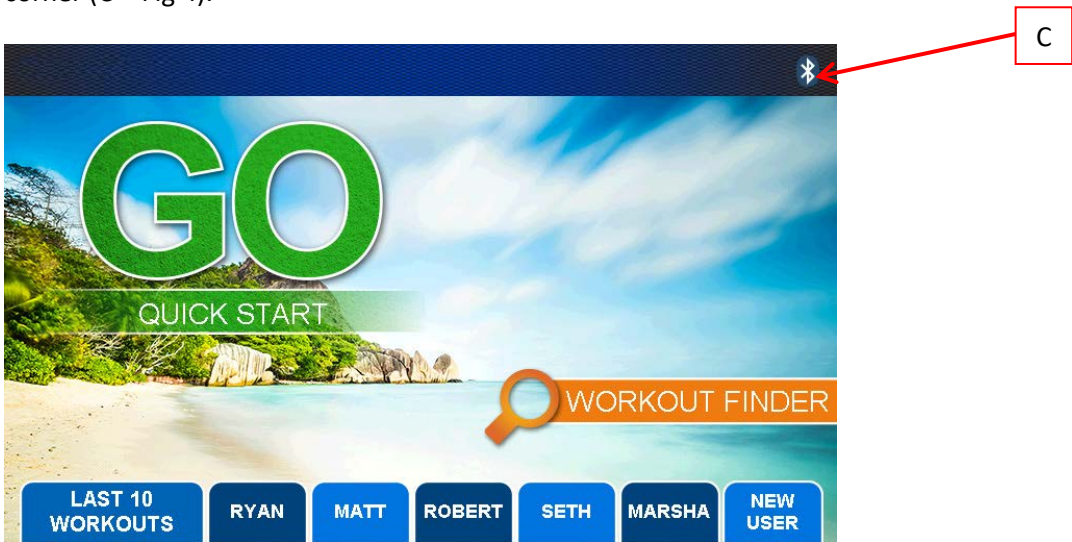 corner (C – Fig 4).
C
GO
QUICK START
WORKOUT FINDER
LAST 10
WORKOUTS
RYAN
MATT
ROBERT
SETH
MARSHA
NEW
USER